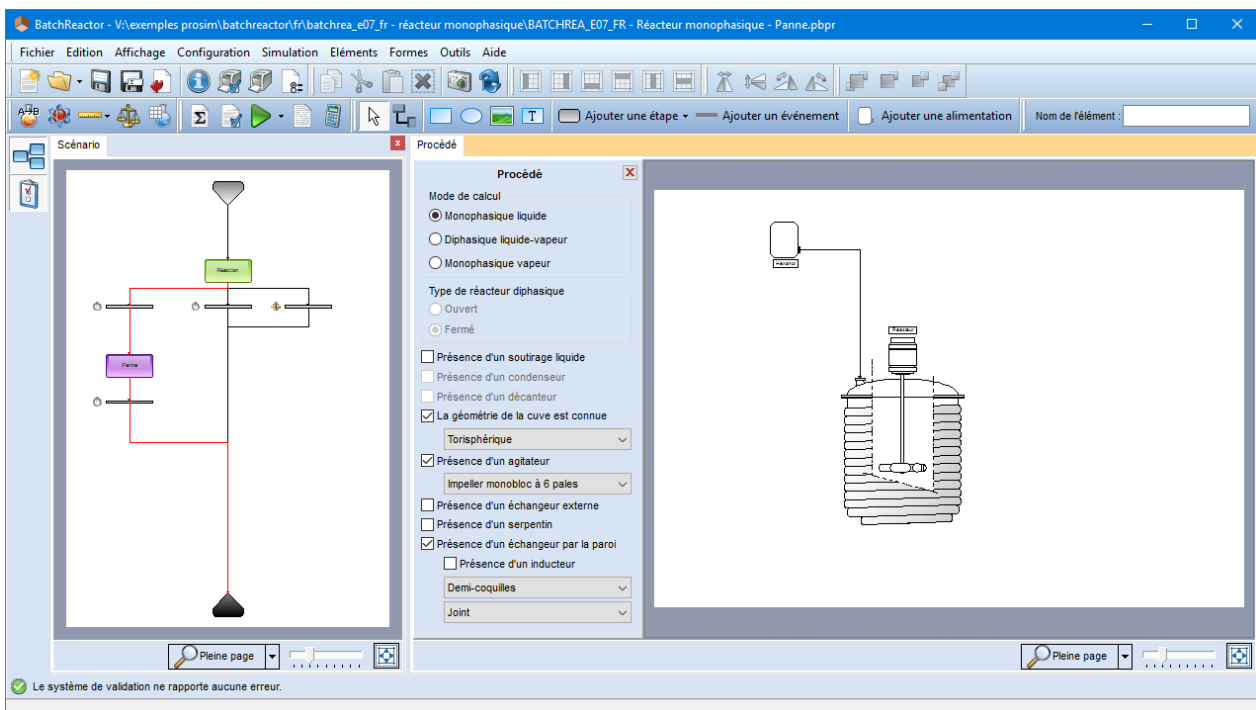 BatchReactor - V:\exemples prosim\batchreactor\fr\batchrea_e07_fr - réacteur monophasique\BATCHREA_E07_FR - Réacteur monophasique - Panne.pbpr
Fichier Edition Affichage Configuration Simulation Eléments Formes Outils Aide
Ajouter une étape Ajouter un événement Ajouter une alimentation Nom de l'élément :
Scénario
Réaction
Panne
Pleine page
Procédé
Procédé
Mode de calcul
Monophasique liquide
Diphasique liquide-vapeur
Monophasique vapeur
Type de réacteur diphasique
Ouvert
Fermé
Présence d'un soutirage liquide
Présence d'un condenseur
Présence d'un décanteur
La géométrie de la cuve est connue
Torisphérique
Présence d'un agitateur
Impeller monobloc à 6 pales
Présence d'un échangeur externe
Présence d'un serpentin
Présence d'un échangeur par la paroi
Présence d'un inducteur
Demi-coquilles
Joint
Hexanol
Réacteur
Pleine page
Le système de validation ne rapporte aucune erreur.